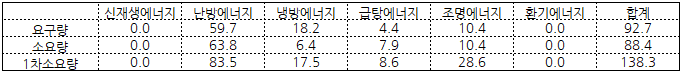 신재생에너지 난방에너지 냉방에너지 급탕에너지 조명에너지 환기에너지 합계
요구량 0.0 59.7 18.2 4.4 10.4 0.0 92.7
소요량 0.0 63.8 6.4 7.9 10.4 0.0 88.4
1차소요량 0.0 83.5 17.5 8.6 28.6 0.0 138.3